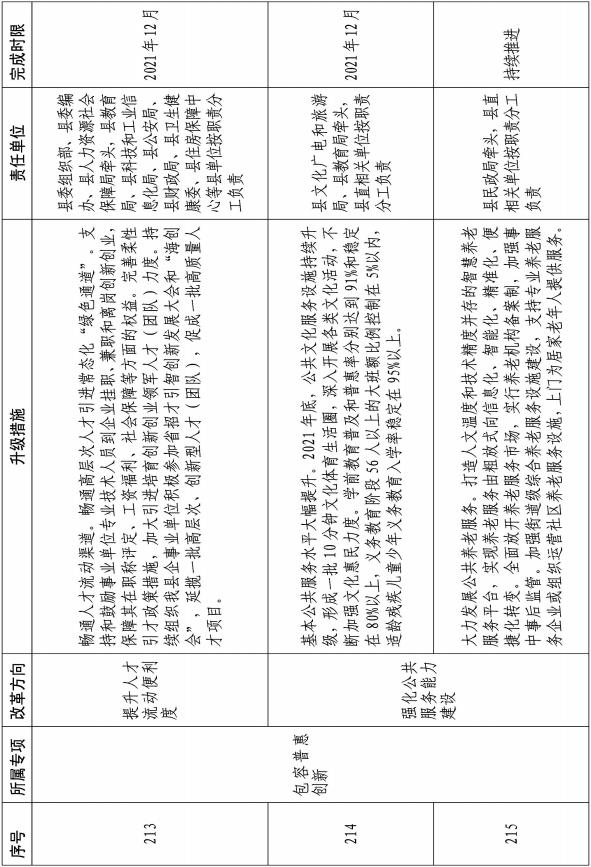 序号
所属专项
改革方向
升级措施
责任单位
完成时限
213
包容普惠
创新
提升人才
流动便利
度
畅通人才流动渠道。畅通高层次人才引进常态化“绿色通道”。支
持和鼓励事业单位专业技术人员到企业挂职、兼职和离岗创新创业，
保障其在职称评定、工资福利、社会保障等方面的权益。完善柔性
引才政策措施，加大引进培育创新创业领军人才（团队）力度。持
续组织我县企事业单位积极参加省招才引智创新发展大会和“海创
会”，延揽一批高层次、创新型人才（团队），促成一批高质量人
才项目。
县委组织部、县委编
办、县人力资源社会
保障局牵头，县教育
局、县科技和工业信
息化局、县公安局、
县财政局、县卫生健
康委、县住房保障中
心等县单位按职责分
工负责
2021年12月
214
强化公共
服务能力
建设
基本公共服务水平大幅提升。2021年底，公共文化服务设施持续升
级，形成一批10分钟文化体育生活圈，深入开展各类文化活动，不
断加强文化惠民力度。学前教育普及和普惠率分别达到91%和稳定
在80%以上，义务教育阶段56人以上的大班额比例控制在5%以内，
适龄残疾儿童少年义务教育入学率稳定在95%以上。
县文化广电和旅游
局、县教育局牵头，
县直相关单位按职责
分工负责
2021年12月
215
大力发展公共养老服务。打造人文温度和技术精度并存的智慧养老
服务平台，实现养老服务由粗放式向信息化、智能化、精准化、便
捷化转变。全面放开养老服务市场，实行养老机构备案制，加强事
中事后监管。加强街道级综合养老服务设施建设，支持专业养老服
务企业或组织运营社区养老服务设施，上门为居家老年人提供服务。
县民政局牵头，县直
相关单位按职责分工
负责
持续推进